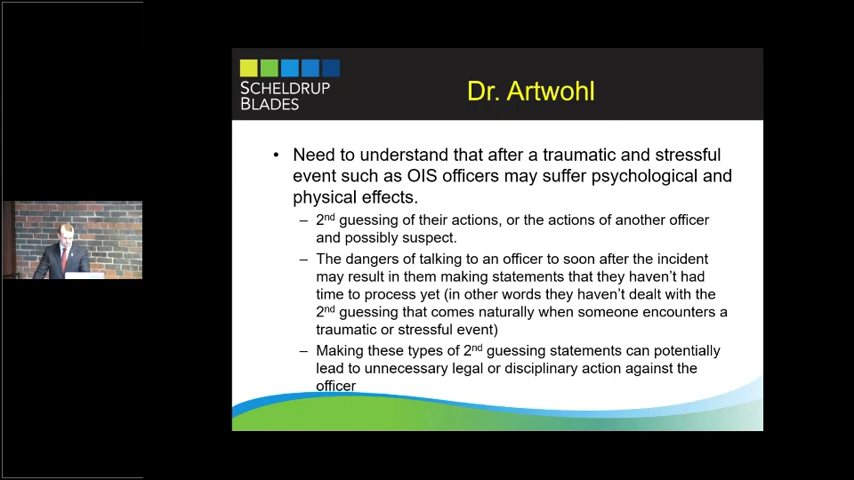 SCHELDRUP
BLADES
Dr. Artwohl
• Need to understand that after a traumatic and stressful
event such as OIS officers may suffer psychological and
physical effects.
– 2nd guessing of their actions, or the actions of another officer
and possibly suspect.
– The dangers of talking to an officer to soon after the incident
may result in them making statements that they haven't had
time to process yet (in other words they haven't dealt with the
2nd guessing that comes naturally when someone encounters a
traumatic or stressful event)
– Making these types of 2nd guessing statements can potentially
lead to unnecessary legal or disciplinary action against the
officer